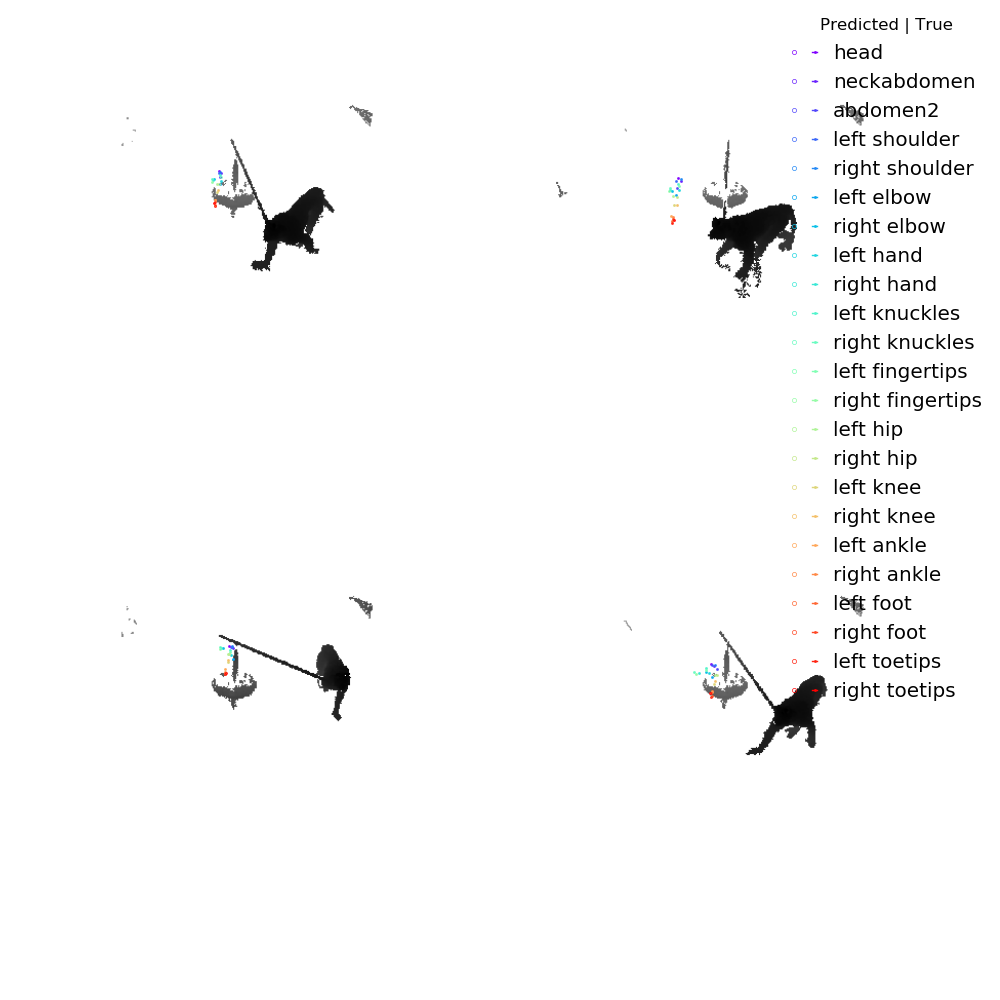 Predicted | True
head
neckabdomen
abdomen2
left shoulder
right shoulder
left elbow
right elbow
left hand
right hand
left knuckles
right knuckles
left fingertips
right fingertips
left hip
right hip
left knee
right knee
left ankle
right ankle
left foot
right foot
left toetips
right toetips